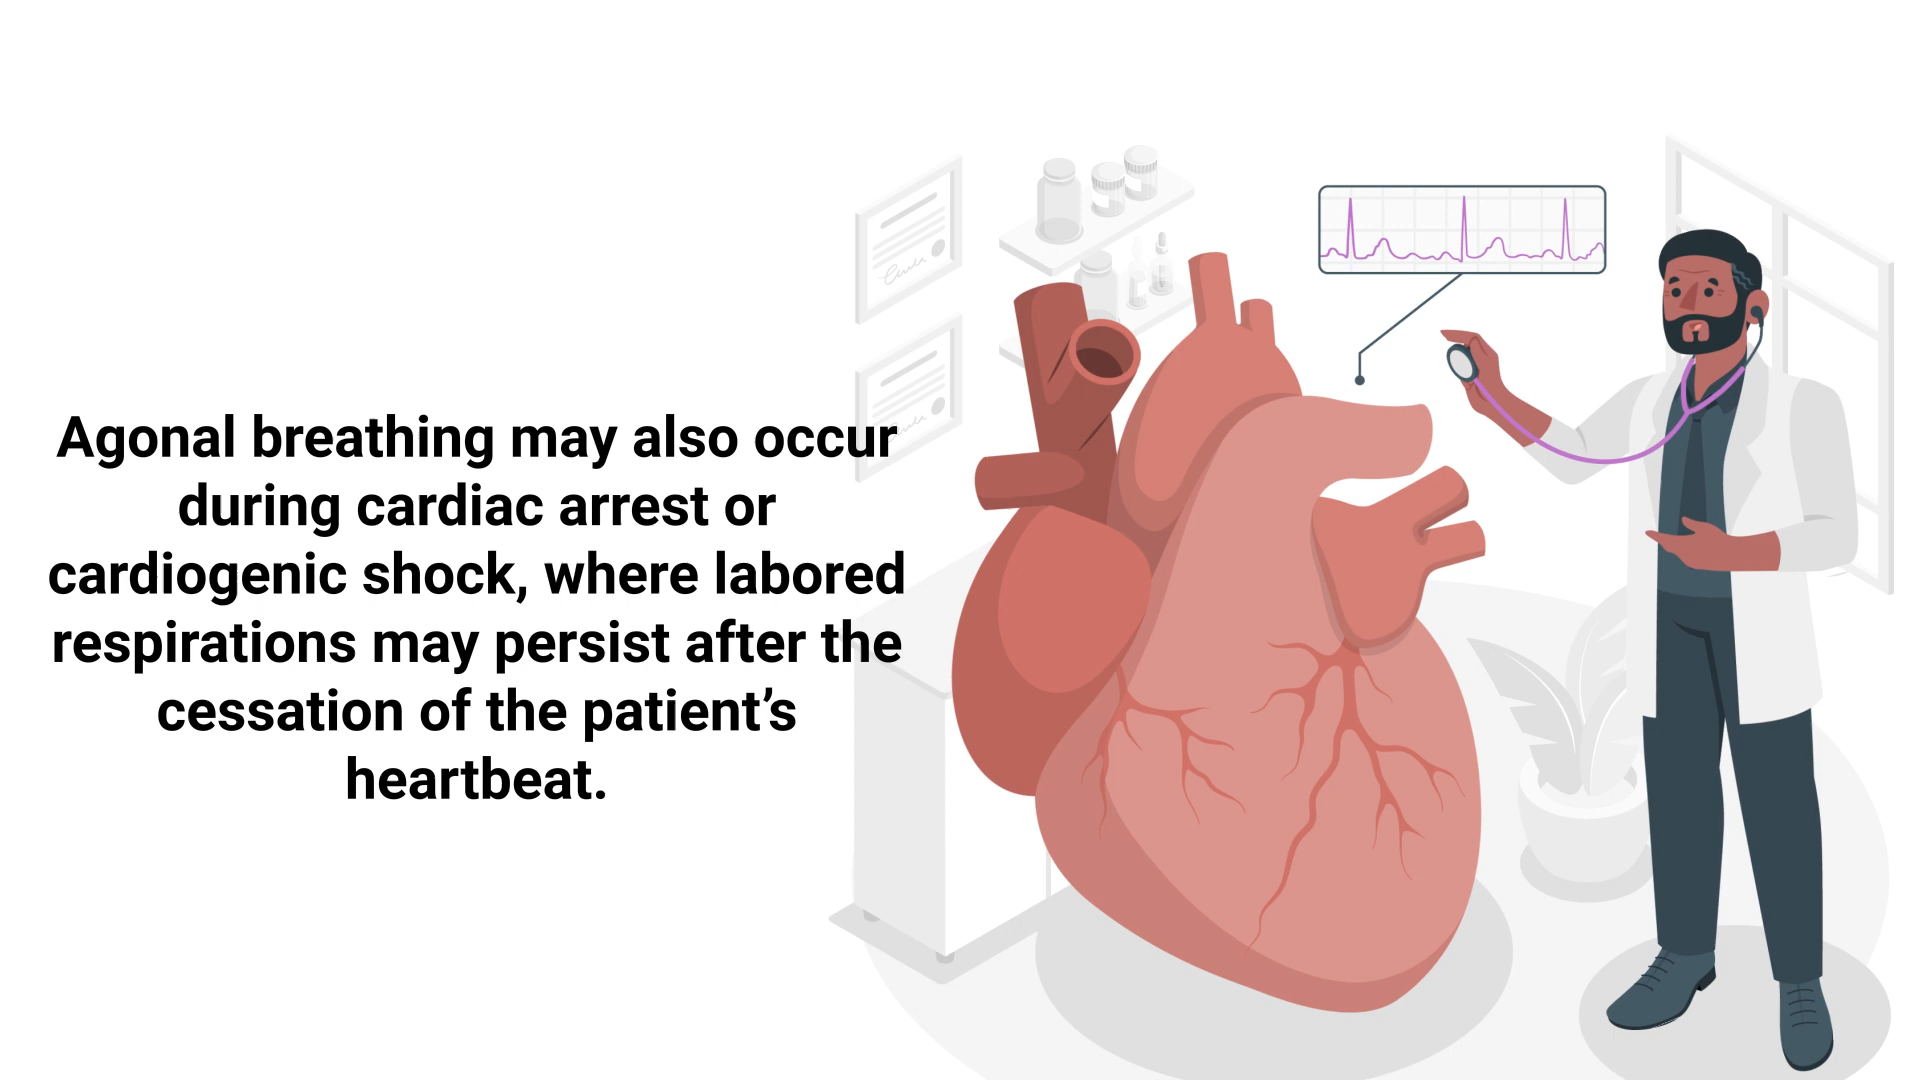 Agonal breathing may also occur
during cardiac arrest or
cardiogenic shock, where labored
respirations may persist after the
cessation of the patient’s
heartbeat.